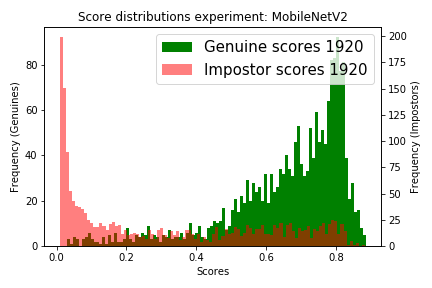 Score distributions experiment: MobileNetV2
Genuine scores 1920
Impostor scores 1920
Frequency (Genuines)
80
60
40
20
0
Frequency (Impostors)
200
175
150
125
100
75
50
25
0
0.0 0.2 0.4 0.6 0.8
Scores